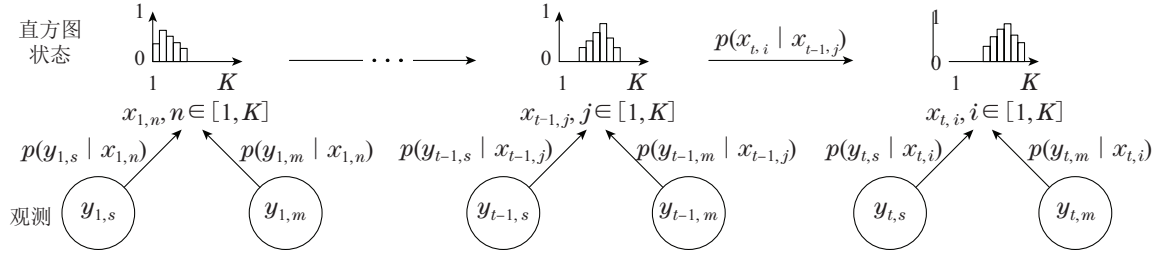 直方图
状态
1
0
1
K
· · ·
1
0
1
K
p(x_{t,i} | x_{t-1,j})
1
0
1
K
x_{1,n}, n∈[1,K]
x_{t-1,j}, j∈[1,K]
x_{t,i}, i∈[1,K]
p(y_{1,s} | x_{1,n})
p(y_{1,m} | x_{1,n})
p(y_{t-1,s} | x_{t-1,j})
p(y_{t-1,m} | x_{t-1,j})
p(y_{t,s} | x_{t,i})
p(y_{t,m} | x_{t,i})
观测
y_{1,s}
y_{1,m}
y_{t-1,s}
y_{t-1,m}
y_{t,s}
y_{t,m}